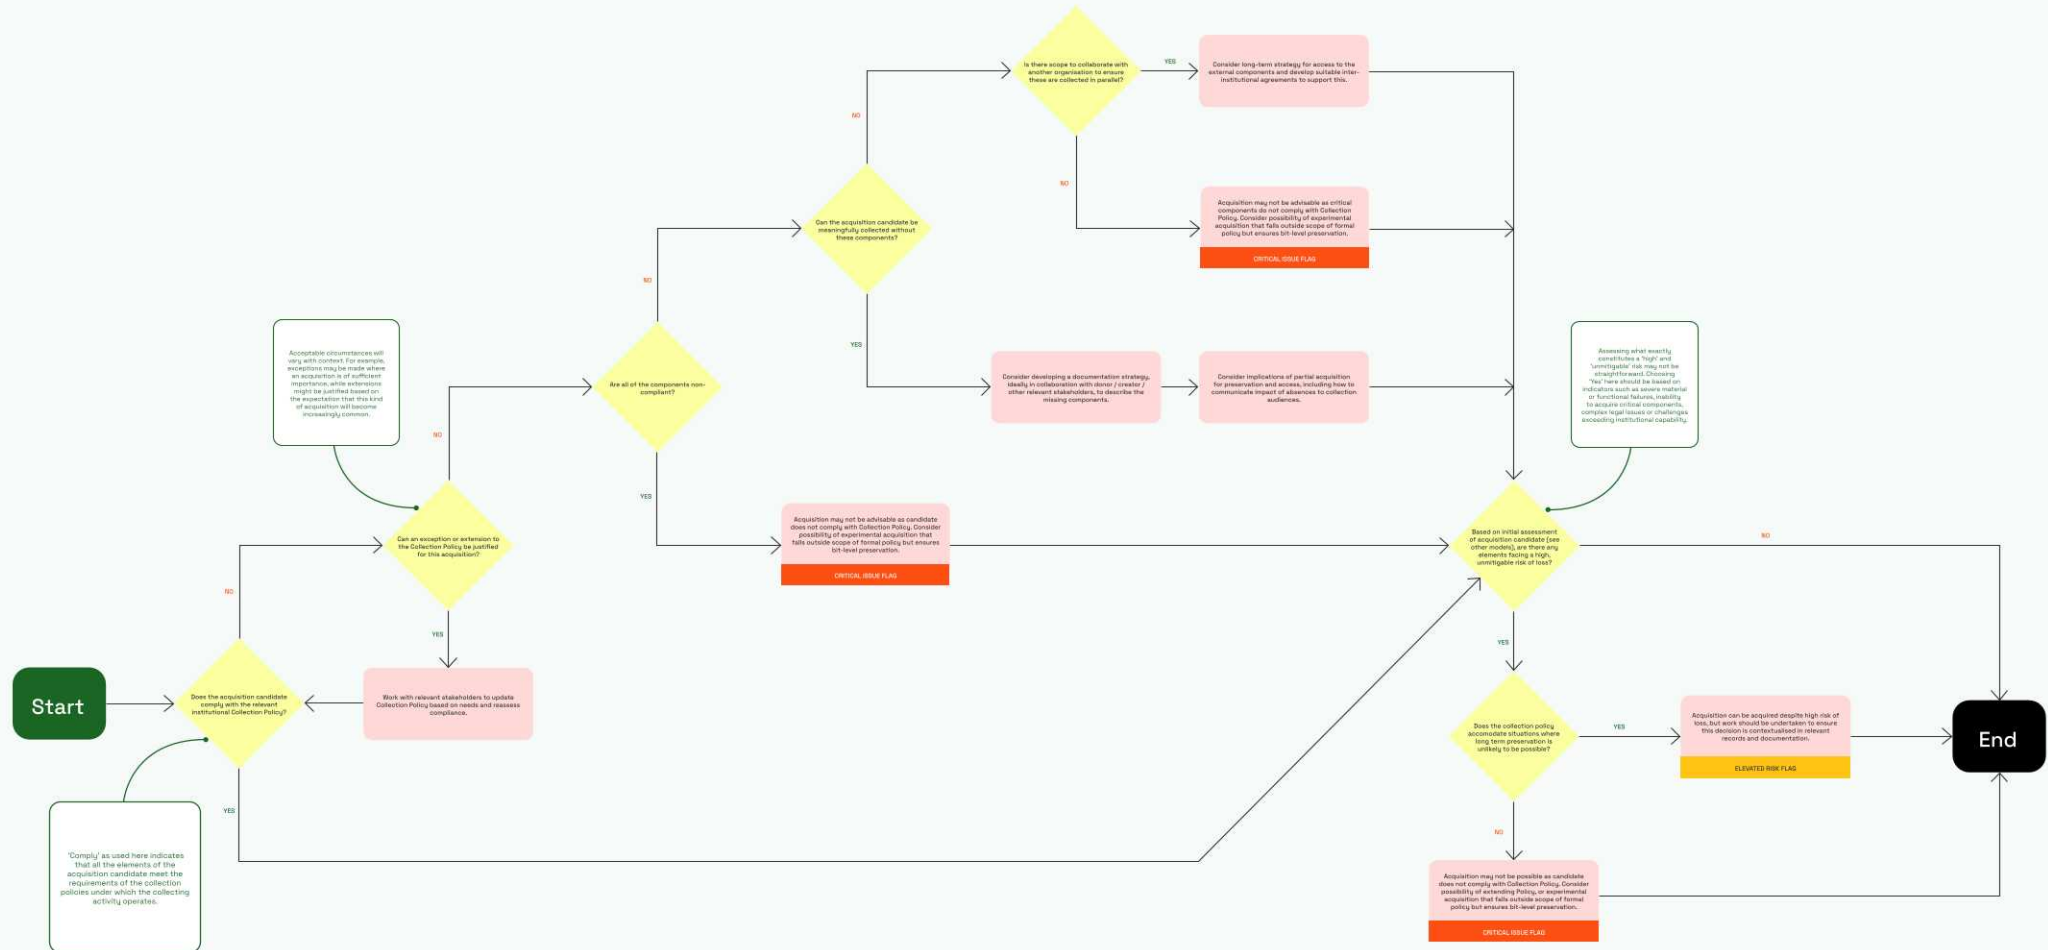 Is there scope to collaborate with
another organisation to ensure
these are collected in parallel?
YES
Consider long-term strategy for access to the
external components and develop suitable inter-
institutional agreements to support this.
NO
NO
Acquisition may not be advisable as critical
components do not comply with Collection
Policy. Consider possibility of experimental
acquisition that falls outside scope of formal
policy but ensures bit-level preservation.
CRITICAL ISSUE FLAG
Can the acquisition candidate be
meaningfully collected without
these components?
NO
YES
Consider developing a documentation strategy,
ideally in collaboration with donor / creator /
other relevant stakeholders, to describe the
missing components.
Consider implications of partial acquisition
for preservation and access, including how to
communicate impact of absences to collection
audiences.
Acceptable circumstances will
vary with context. For example,
exceptions may be made where
an acquisition is of sufficient
importance, while extensions
might be justified based on
the expectation that this kind
of acquisition will become
increasingly common.
Are all of the components non-
compliant?
Assessing what exactly
constitutes a 'high' and
'unmitigable' risk may not be
straightforward. Choosing
'Yes' here should be based on
indicators such as severe material
or functional failures, inability
to acquire critical components,
complex legal issues or challenges
exceeding institutional capability.
NO
YES
Acquisition may not be advisable as candidate
does not comply with Collection Policy. Consider
possibility of experimental acquisition that
falls outside scope of formal policy but ensures
bit-level preservation.
CRITICAL ISSUE FLAG
Can an exception or extension to
the Collection Policy be justified
for this acquisition?
Based on initial assessment
of acquisition candidate (see
other models), are there any
elements facing a high,
unmitigable risk of loss?
NO
NO
YES
YES
Start
Does the acquisition candidate
comply with the relevant
institutional Collection Policy?
Work with relevant stakeholders to update
Collection Policy based on needs and reassess
compliance.
Does the collection policy
accomodate situations where
long term preservation is
unlikely to be possible?
YES
Acquisition can be acquired despite high risk of
loss, but work should be undertaken to ensure
this decision is contextualised in relevant
records and documentation.
ELEVATED RISK FLAG
End
YES
NO
'Comply' as used here indicates
that all the elements of the
acquisition candidate meet the
requirements of the collection
policies under which the collecting
activity operates.
Acquisition may not be possible as candidate
does not comply with Collection Policy. Consider
possibility of extending Policy, or experimental
acquisition that falls outside scope of formal
policy but ensures bit-level preservation.
CRITICAL ISSUE FLAG